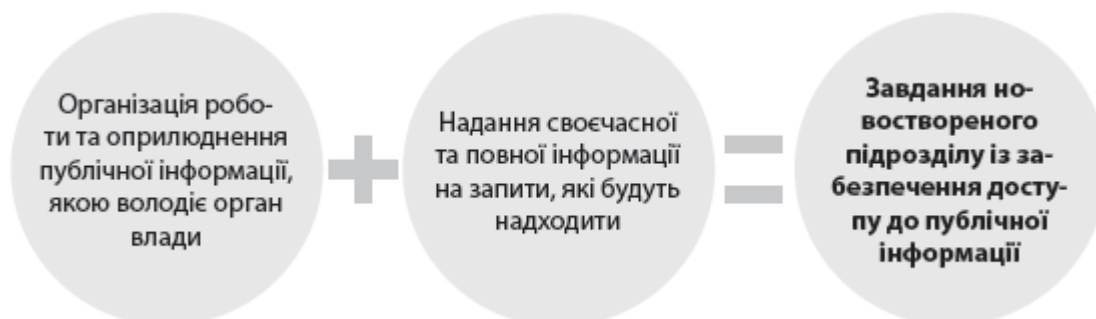 Організація робо-
ти та оприлюднення
публічної інформації,
якою володіє орган
влади
+
Надання своєчасної
та повної інформації
на запити, які будуть
надходити
=
Завдання но-
воствореного
підрозділу із за-
безпечення досту-
пу до публічної
інформації